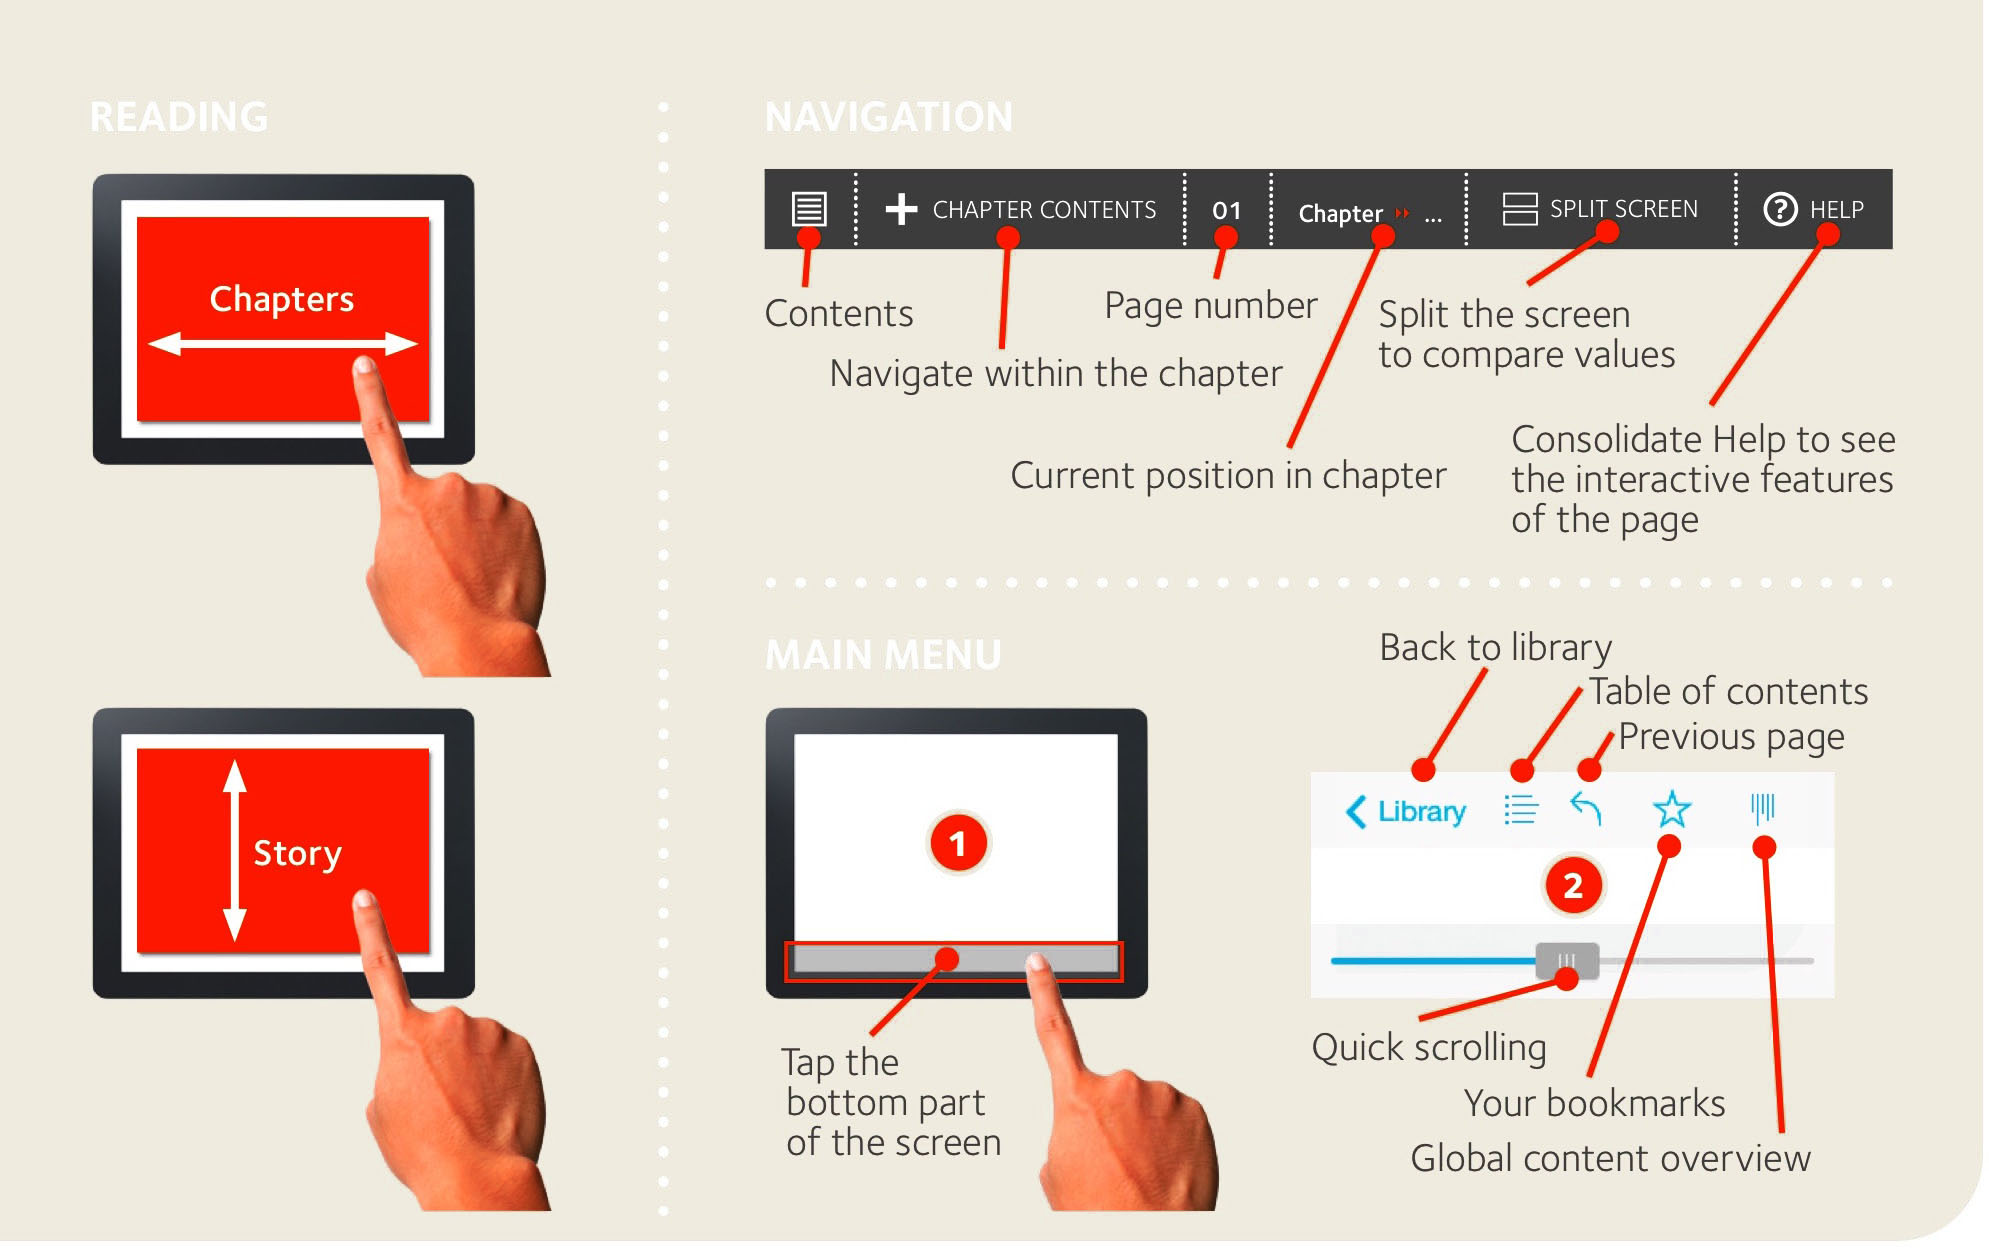 READING
Chapters
Story
NAVIGATION
CHAPTER CONTENTS
01
Chapter ...
SPLIT SCREEN
? HELP
Contents
Navigate within the chapter
Page number
Current position in chapter
Split the screen
to compare values
Consolidate Help to see
the interactive features
of the page
MAIN MENU
1
Tap the
bottom part
of the screen
Back to library
Table of contents
Previous page
Library
2
Quick scrolling
Your bookmarks
Global content overview